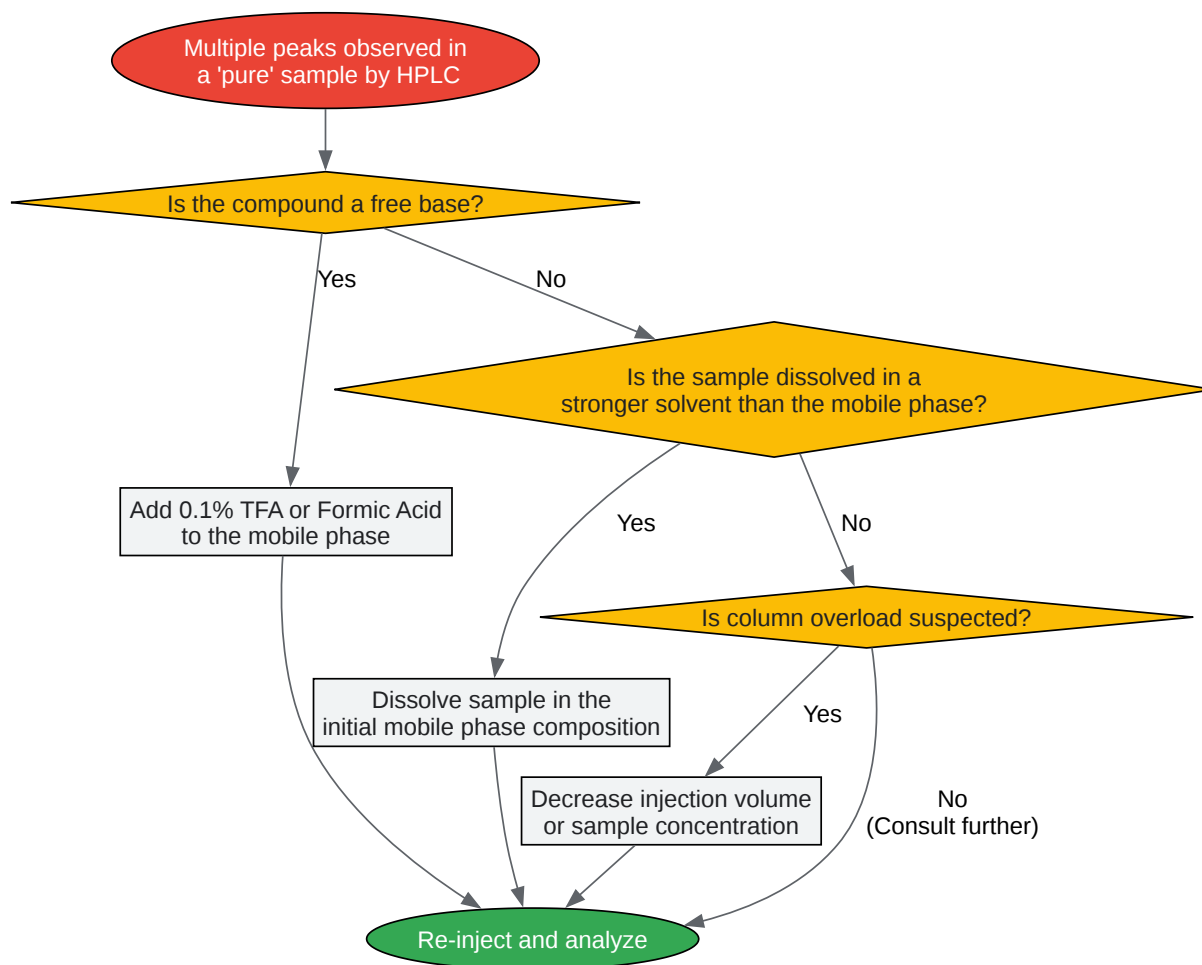 Multiple peaks observed in
a 'pure' sample by HPLC
Is the compound a free base?
Yes
No
Is the sample dissolved in a
stronger solvent than the mobile phase?
Add 0.1% TFA or Formic Acid
to the mobile phase
Yes
No
Is column overload suspected?
Dissolve sample in the
initial mobile phase composition
Yes
Decrease injection volume
or sample concentration
No
(Consult further)
Re-inject and analyze